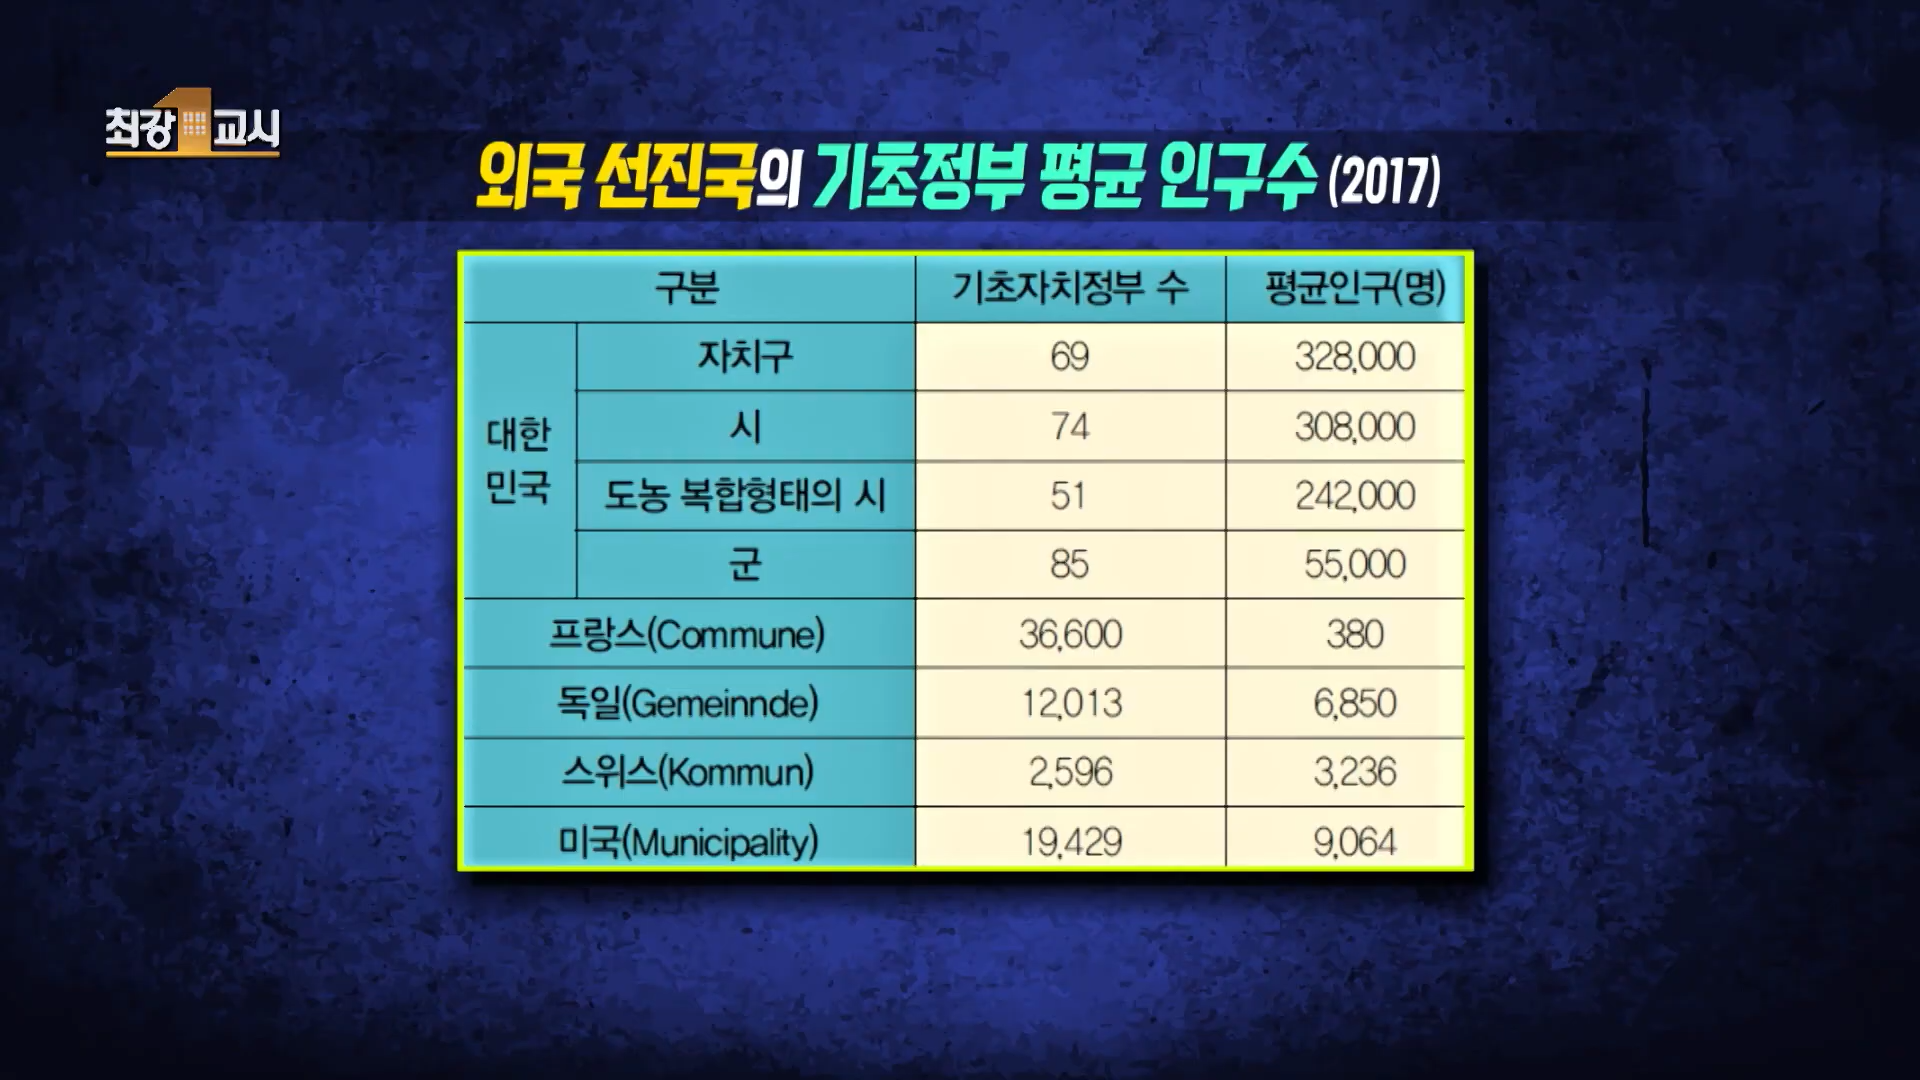 최강1교시
외국 선진국의 기초정부 평균 인구수 (2017)
구분 기초자치정부 수 평균인구(명)
대한민국
자치구 69 328,000
시 74 308,000
도농 복합형태의 시 51 242,000
군 85 55,000
프랑스(Commune) 36,600 380
독일(Gemeinnde) 12,013 6,850
스위스(Kommun) 2,596 3,236
미국(Municipality) 19,429 9,064